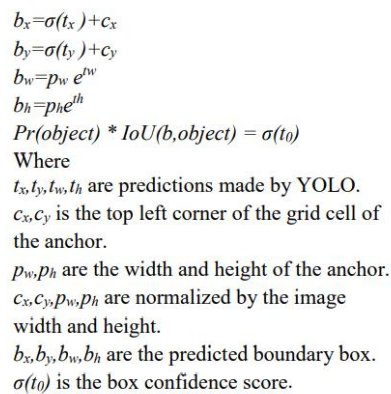 bx=σ(tx)+cx
by=σ(ty)+cy
bw=pw e^tw
bh=phe^th
Pr(object) * IoU(b,object) = σ(t0)
Where
tx,ty,tw,th are predictions made by YOLO.
cx,cy is the top left corner of the grid cell of
the anchor.
pw,ph are the width and height of the anchor.
cx,cy,pw,ph are normalized by the image
width and height.
bx,by,bw,bh are the predicted boundary box.
σ(t0) is the box confidence score.